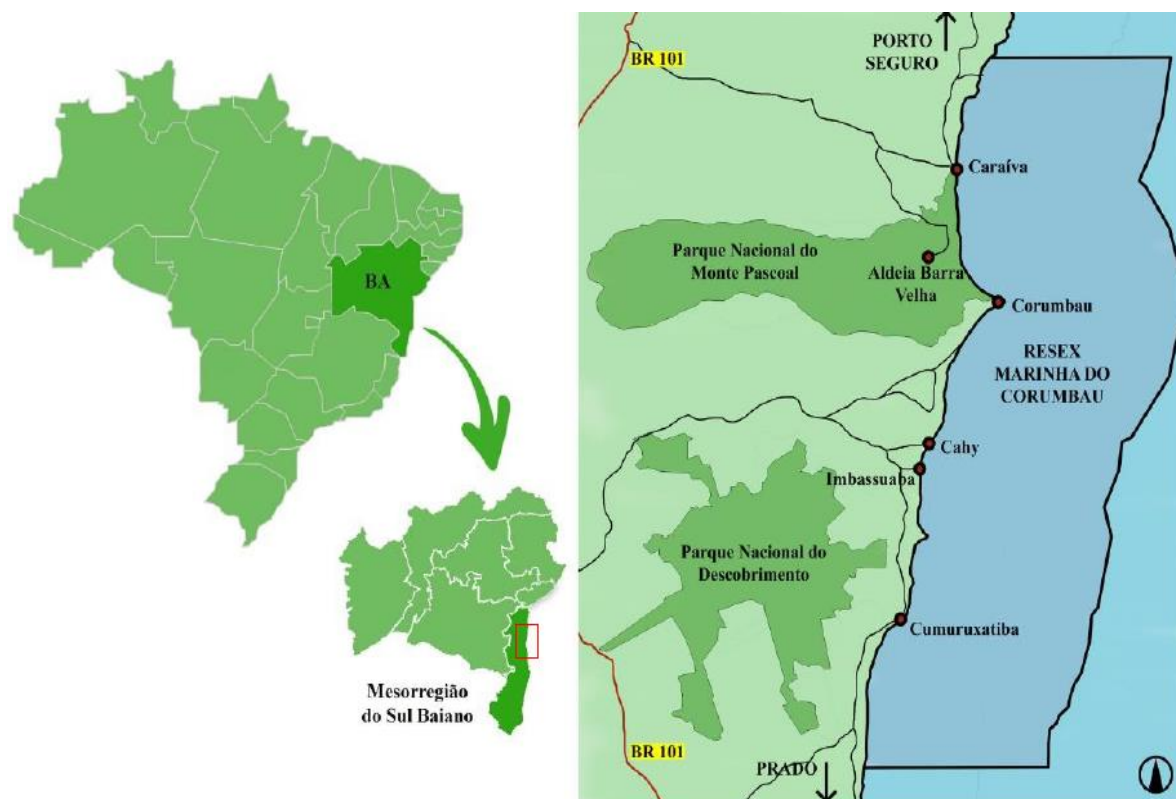 BA
Mesorregião
do Sul Baiano
PORTO
SEGURO
BR 101
Caraíva
Parque Nacional do
Monte Pascoal
Aldeia Barra
Velha
Corumbau
RESEX
MARINHA DO
CORUMBAU
Cahy
Imbassuaba
Parque Nacional do
Descobrimento
Cumuruxatiba
BR 101
PRADO